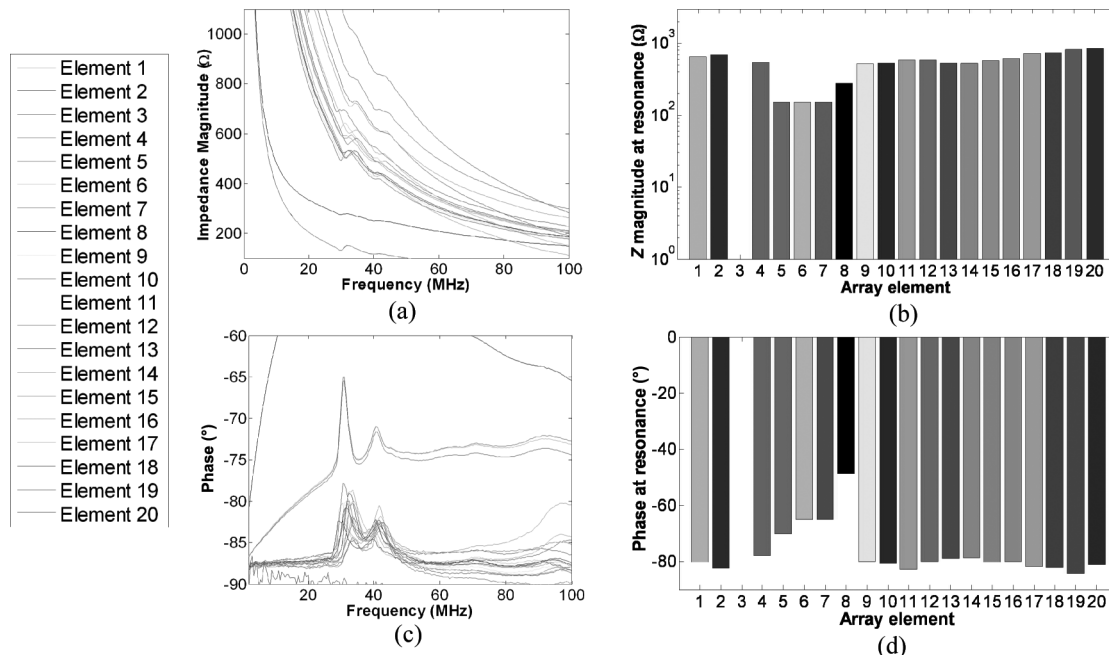 Element 1
Element 2
Element 3
Element 4
Element 5
Element 6
Element 7
Element 8
Element 9
Element 10
Element 11
Element 12
Element 13
Element 14
Element 15
Element 16
Element 17
Element 18
Element 19
Element 20
Impedance Magnitude (Ω)
1000
800
600
400
200
0 20 40 60 80 100
Frequency (MHz)
(a)
Z magnitude at resonance (Ω)
10³
10²
10¹
10⁰
1 2 3 4 5 6 7 8 9 10 11 12 13 14 15 16 17 18 19 20
Array element
(b)
Phase (°)
-60
-65
-70
-75
-80
-85
-90
20 40 60 80 100
Frequency (MHz)
(c)
Phase at resonance (°)
0
-20
-40
-60
-80
1 2 3 4 5 6 7 8 9 10 11 12 13 14 15 16 17 18 19 20
Array element
(d)